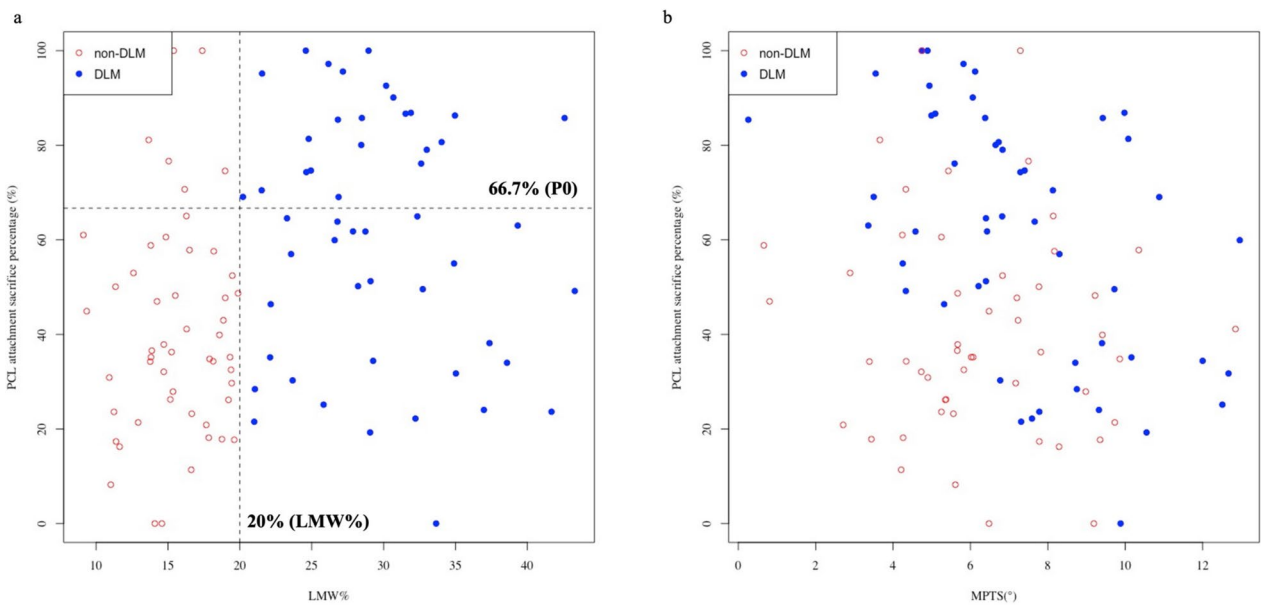 a
non-DLM
DLM
66.7% (P0)
20% (LMW%)
PCL attachment sacrifice percentage (%)
0
20
40
60
80
100
10
15
20
25
30
35
40
LMW%
b
non-DLM
DLM
PCL attachment sacrifice percentage (%)
0
20
40
60
80
100
0
2
4
6
8
10
12
MPTS(°)